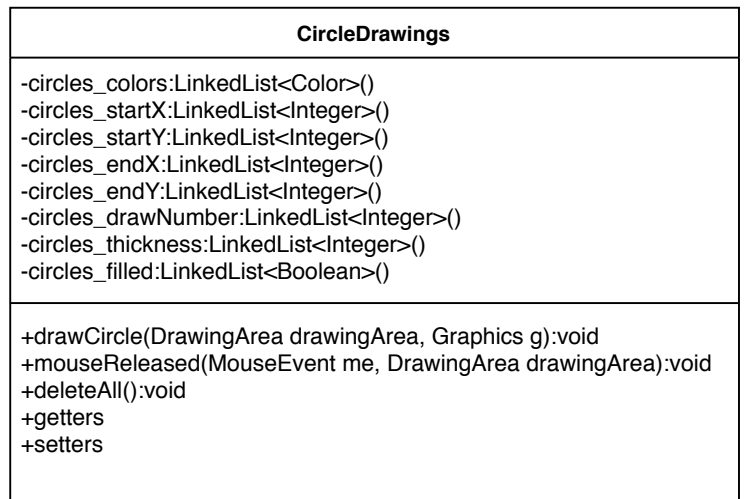 CircleDrawings
-circles_colors:LinkedList<Color>()
-circles_startX:LinkedList<Integer>()
-circles_startY:LinkedList<Integer>()
-circles_endX:LinkedList<Integer>()
-circles_endY:LinkedList<Integer>()
-circles_drawNumber:LinkedList<Integer>()
-circles_thickness:LinkedList<Integer>()
-circles_filled:LinkedList<Boolean>()
+drawCircle(DrawingArea drawingArea, Graphics g):void
+mouseReleased(MouseEvent me, DrawingArea drawingArea):void
+deleteAll():void
+getters
+setters